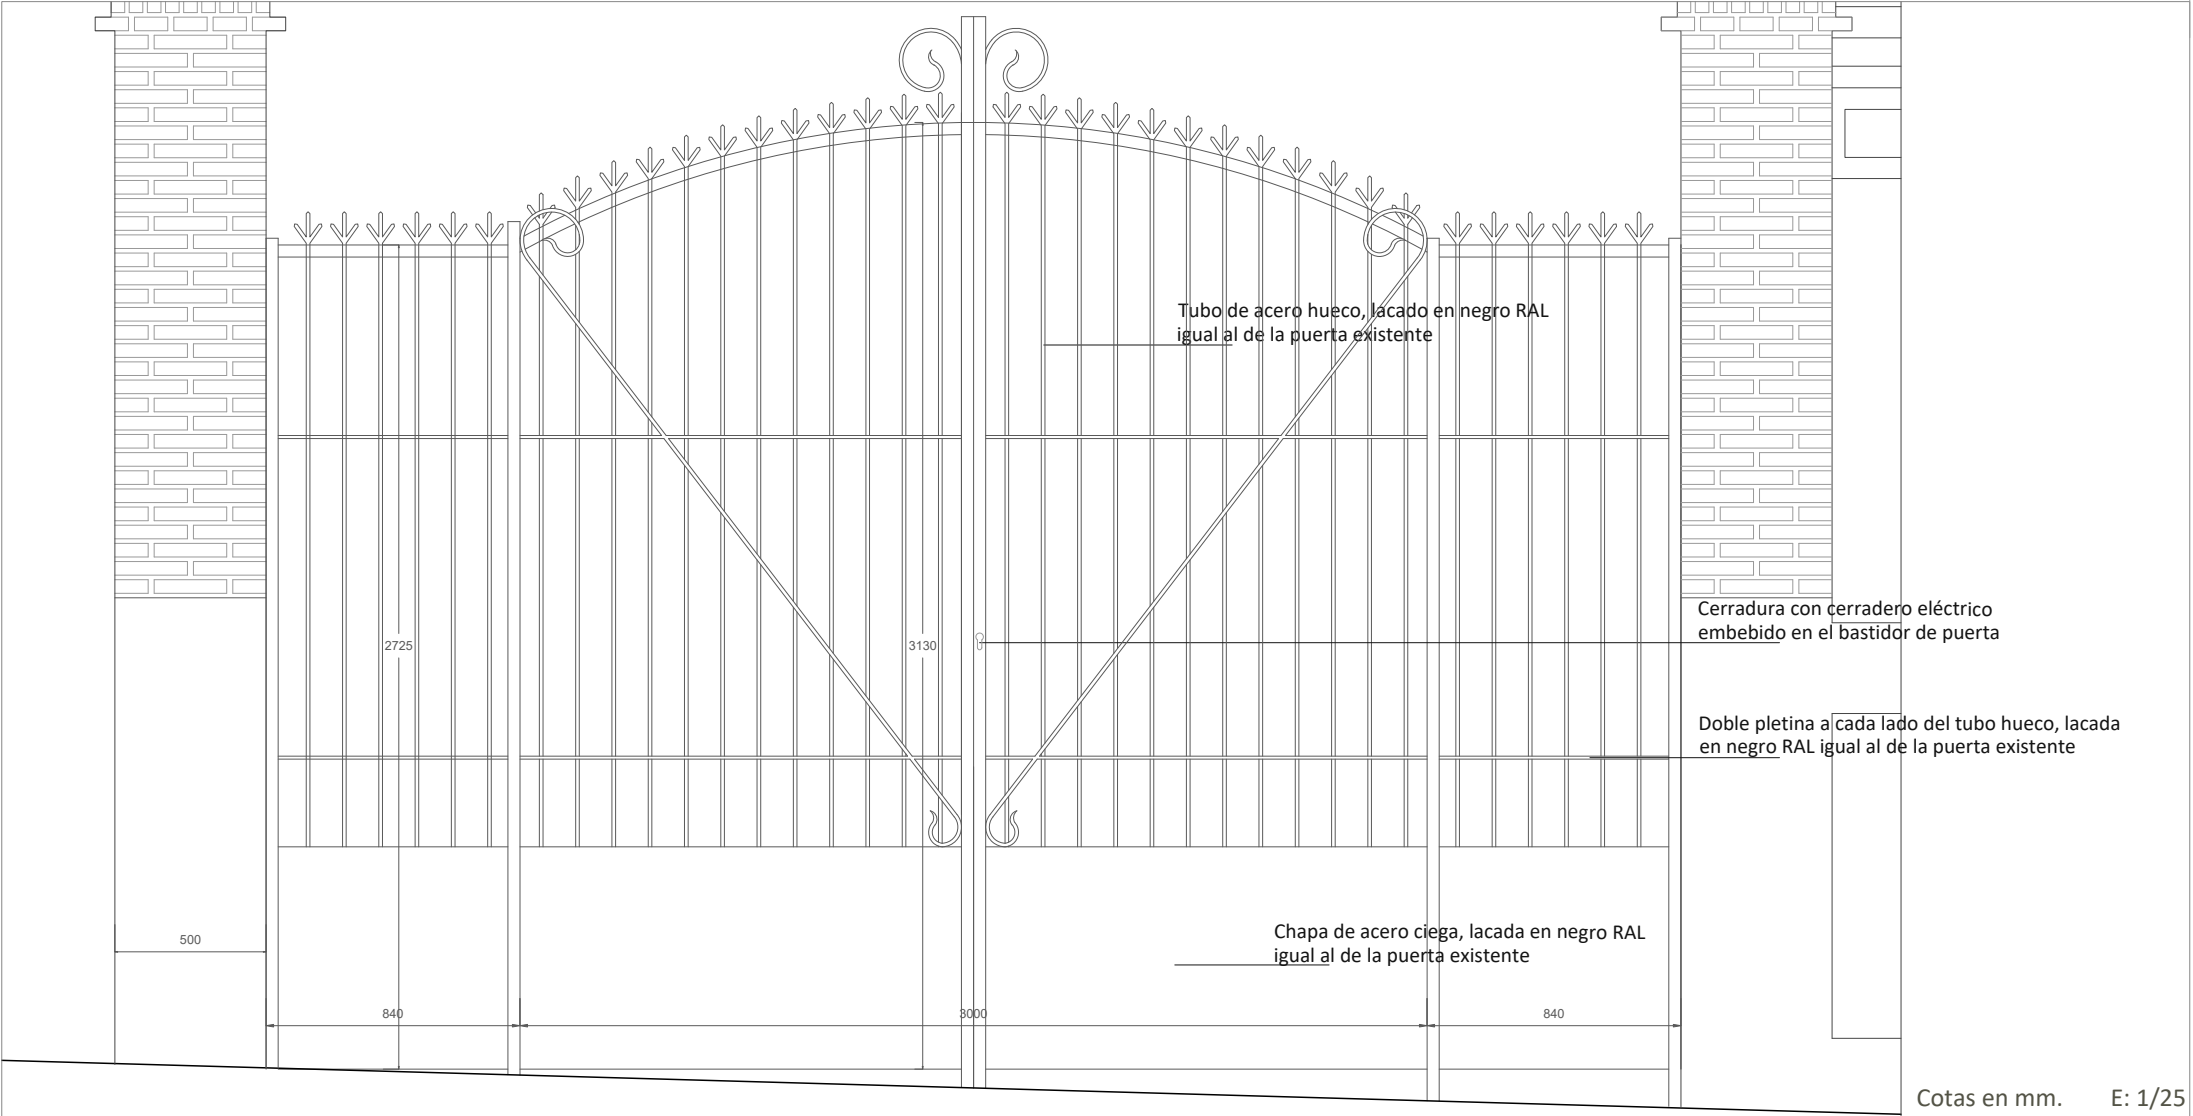 Tubo de acero hueco, lacado en negro RAL
igual al de la puerta existente
Cerradura con cerradero eléctrico
embebido en el bastidor de puerta
2725
3130
Doble pletina a cada lado del tubo hueco, lacada
en negro RAL igual al de la puerta existente
Chapa de acero ciega, lacada en negro RAL
igual al de la puerta existente
500
840
3000
840
Cotas en mm. E: 1/25